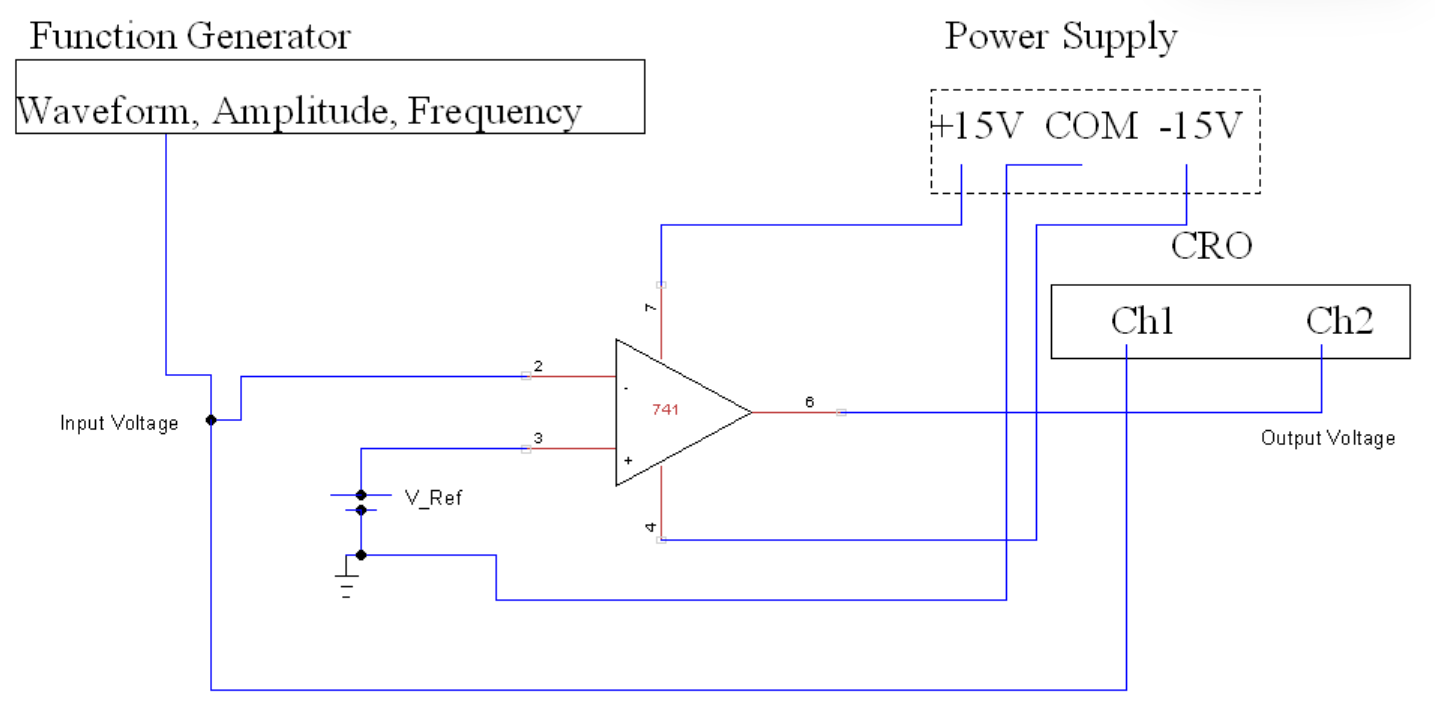 Function Generator
Waveform, Amplitude, Frequency
Power Supply
+15V COM -15V
CRO
Ch1 Ch2
7
2
-
741
6
3
+
4
Input Voltage
V_Ref
Output Voltage